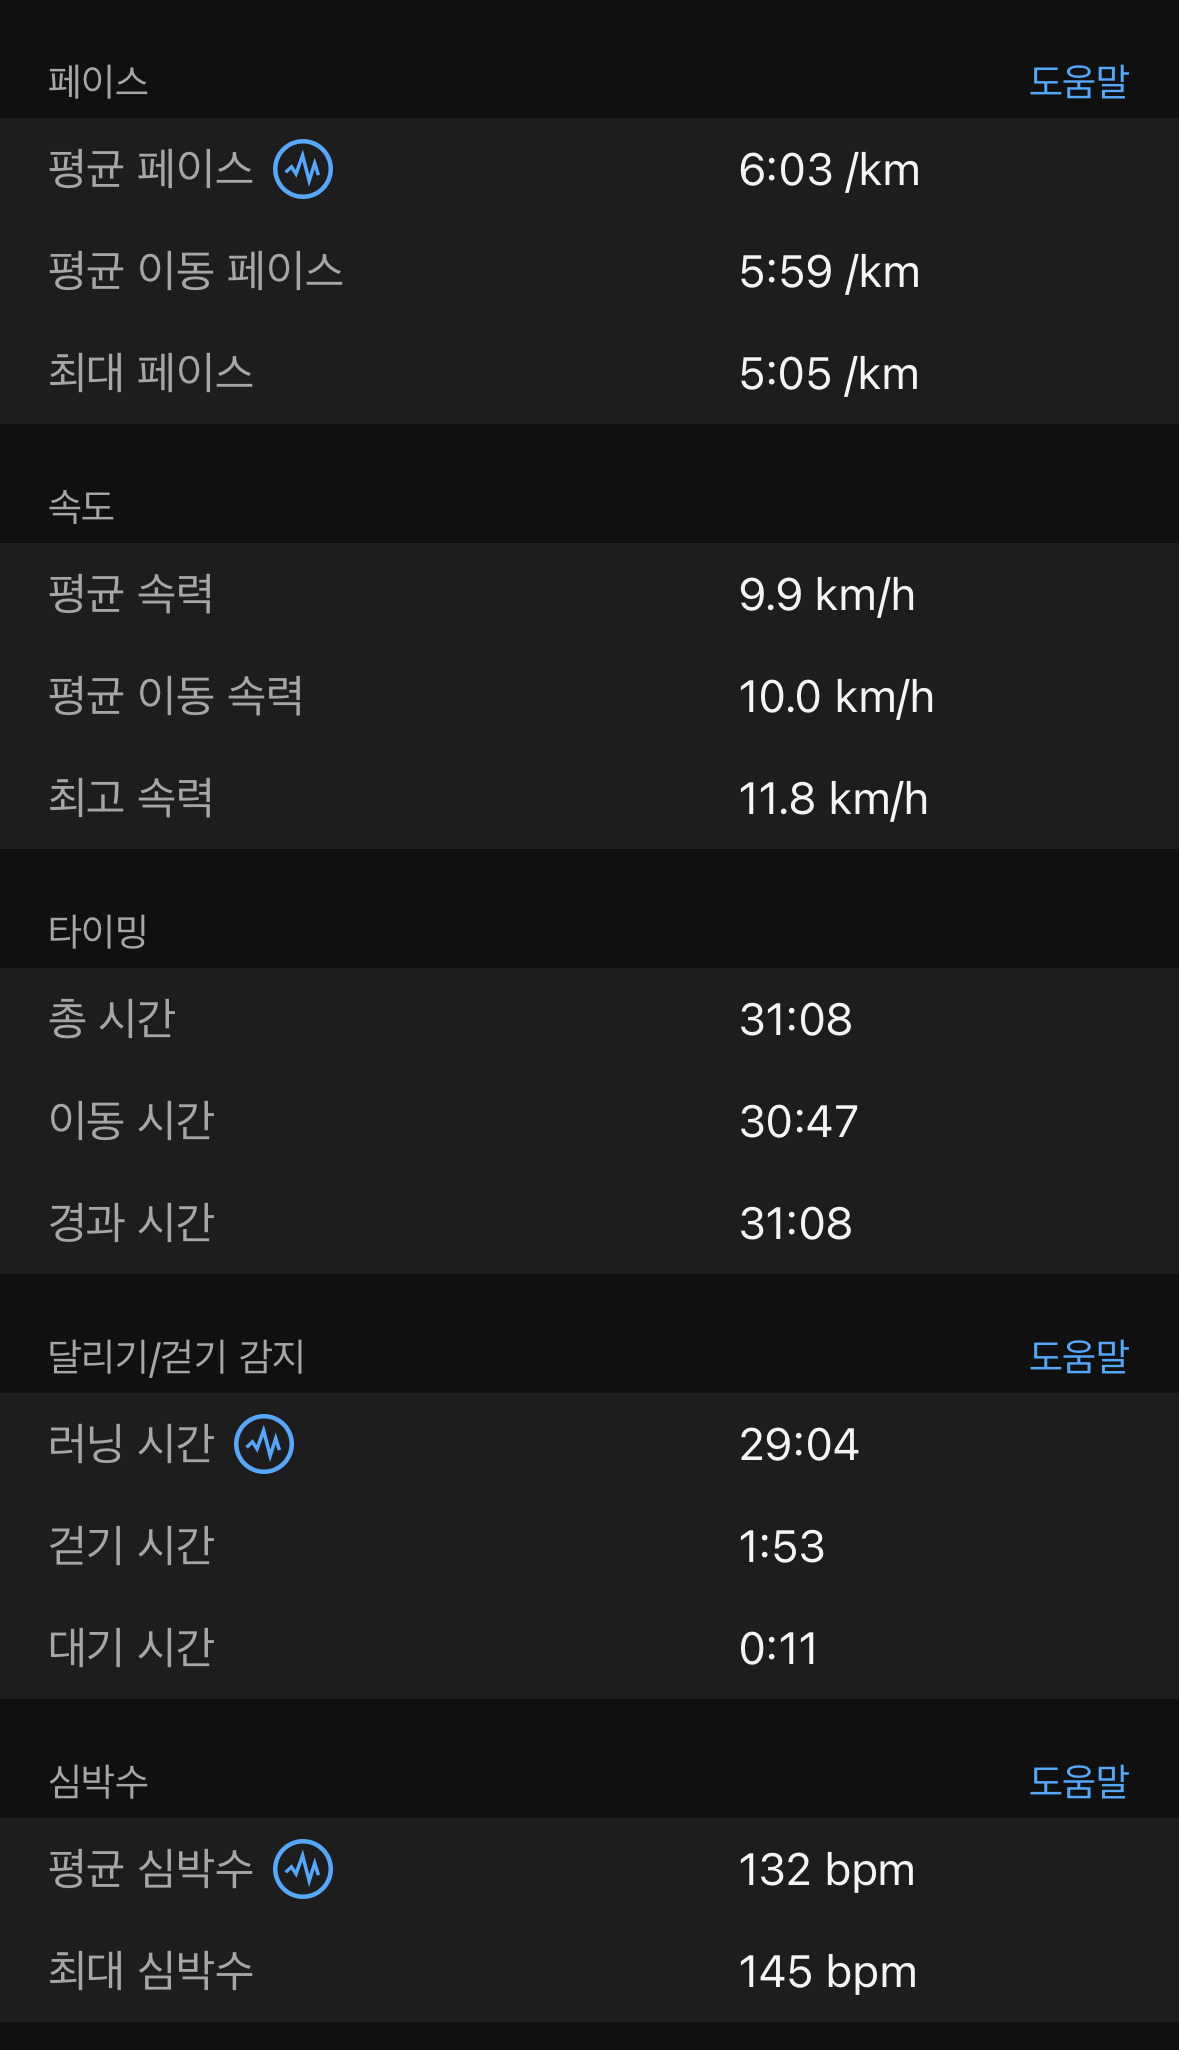 페이스 도움말
평균 페이스 6:03 /km
평균 이동 페이스 5:59 /km
최대 페이스 5:05 /km
속도
평균 속력 9.9 km/h
평균 이동 속력 10.0 km/h
최고 속력 11.8 km/h
타이밍
총 시간 31:08
이동 시간 30:47
경과 시간 31:08
달리기/걷기 감지 도움말
러닝 시간 29:04
걷기 시간 1:53
대기 시간 0:11
심박수 도움말
평균 심박수 132 bpm
최대 심박수 145 bpm